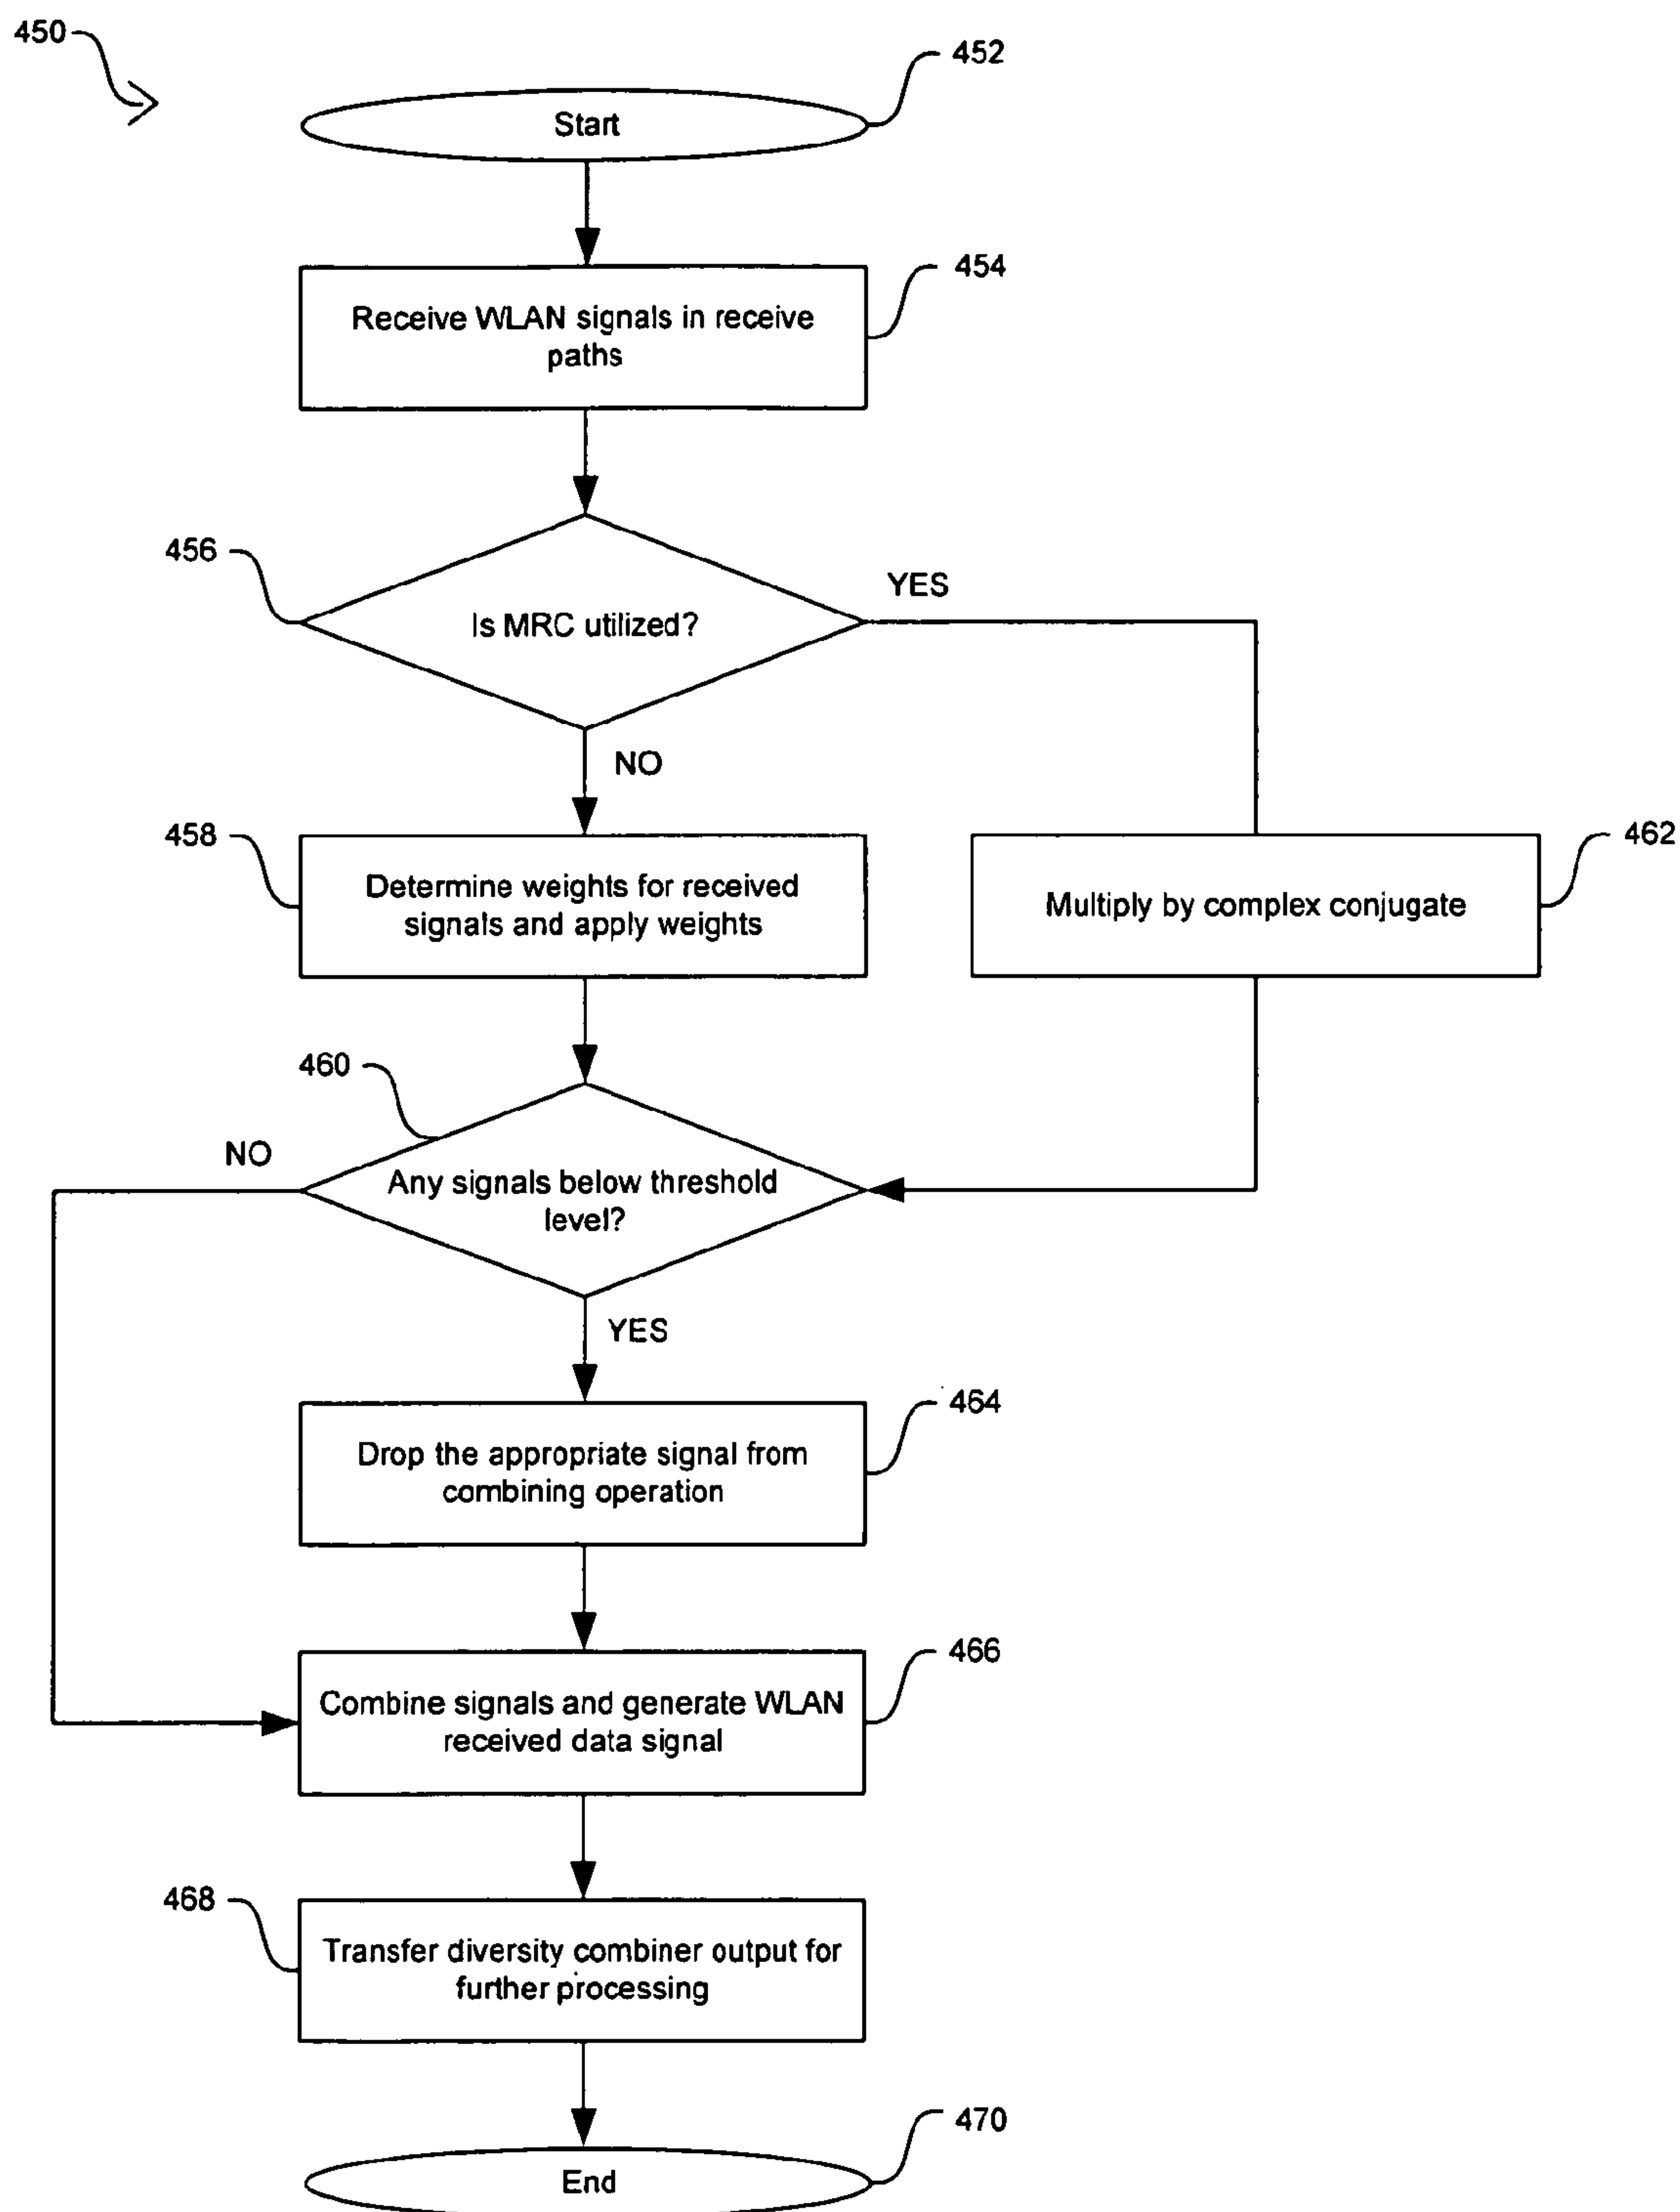 450
452
Start
454
Receive WLAN signals in receive
paths
456
YES
Is MRC utilized?
NO
458
462
Determine weights for received
signals and apply weights
Multiply by complex conjugate
460
NO
Any signals below threshold
level?
YES
464
Drop the appropriate signal from
combining operation
466
Combine signals and generate WLAN
received data signal
468
Transfer diversity combiner output for
further processing
470
End